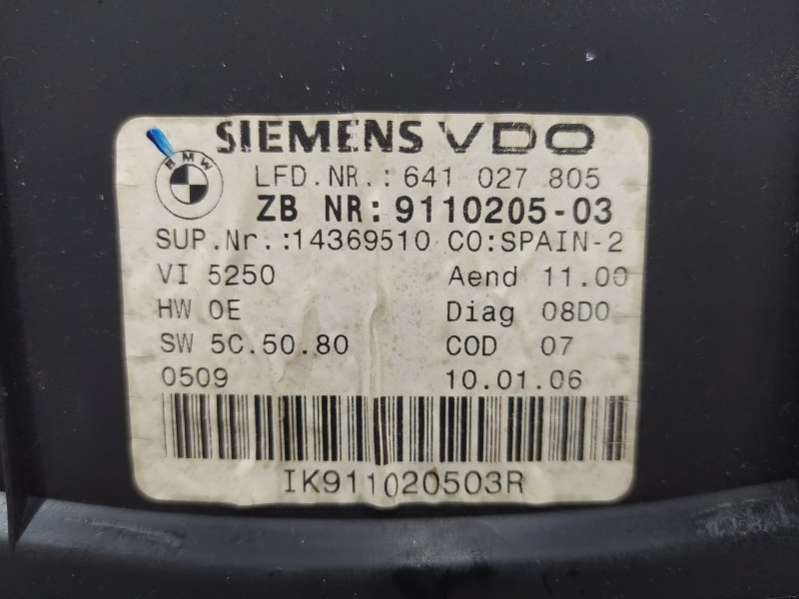 SIEMENS VDO
BMW
LFD.NR.:641 027 805
ZB NR:9110205-03
SUP.Nr.:14369510 CO:SPAIN-2
VI 5250 Aend 11.00
HW 0E Diag 08D0
SW 5C.50.80 COD 07
0509 10.01.06
IK911020503R